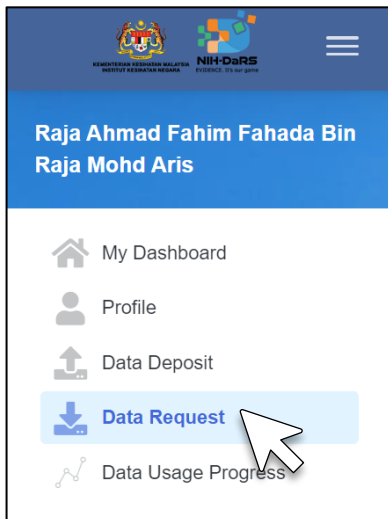 KEMENTERIAN KESIHATAN MALAYSIA
INSTITUT KESIHATAN NEGARA
NIH-DaRS
EVIDENCE. It's our game
Raja Ahmad Fahim Fahada Bin
Raja Mohd Aris
My Dashboard
Profile
Data Deposit
Data Request
Data Usage Progress